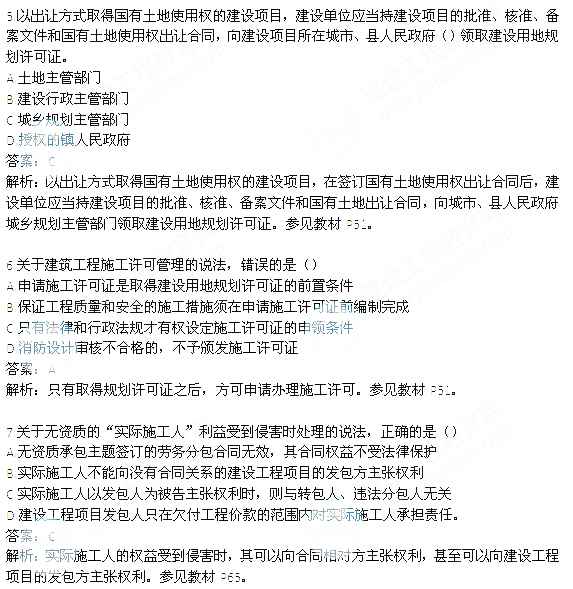 5.以出让方式取得国有土地使用权的建设项目，建设单位应当持建设项目的批准、核准、备
案文件和国有土地使用权出让合同，向建设项目所在城市、县人民政府（）领取建设用地规
划许可证。
A 土地主管部门
B 建设行政主管部门
C 城乡规划主管部门
D 授权的镇人民政府
答案：C
解析：以出让方式取得国有土地使用权的建设项目，在签订国有土地使用权出让合同后，建
设单位应当持建设项目的批准、核准、备案文件和国有土地出让合同，向城市、县人民政府
城乡规划主管部门领取建设用地规划许可证。参见教材 P51。
6.关于建筑工程施工许可管理的说法，错误的是（）
A 申请施工许可证是取得建设用地规划许可证的前置条件
B 保证工程质量和安全的施工措施须在申请施工许可证前编制完成
C 只有法律和行政法规才有权设定施工许可证的申领条件
D 消防设计审核不合格的，不予颁发施工许可证
答案：A
解析：只有取得规划许可证之后，方可申请办理施工许可。参见教材 P51。
7.关于无资质的“实际施工人”利益受到侵害时处理的说法，正确的是（）
A 无资质承包主题签订的劳务分包合同无效，其合同权益不受法律保护
B 实际施工人不能向没有合同关系的建设工程项目的发包方主张权利
C 实际施工人以发包人为被告主张权利时，则与转包人、违法分包人无关
D 建设工程项目发包人只在欠付工程价款的范围内对实际施工人承担责任。
答案：C
解析：实际施工人的权益受到侵害时，其可以向合同相对方主张权利，甚至可以向建设工程
项目的发包方主张权利。参见教材 P65。